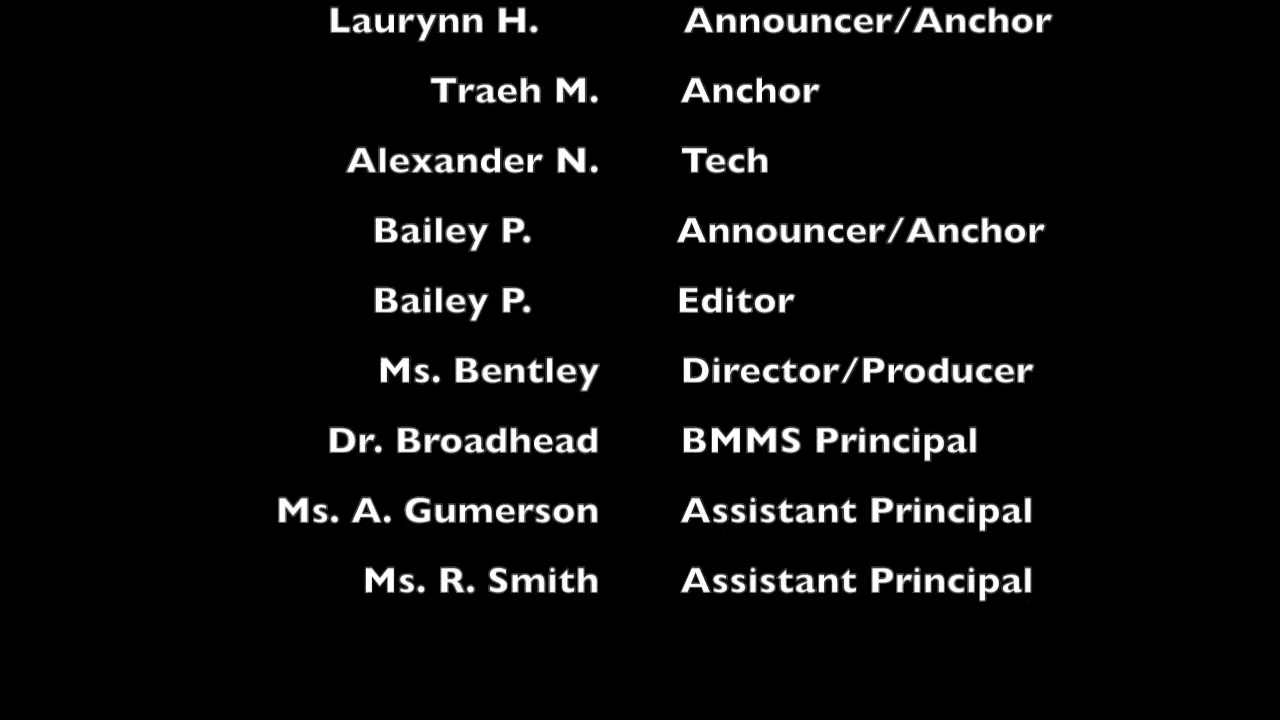 Laurynn H. Announcer/Anchor
Traeh M. Anchor
Alexander N. Tech
Bailey P. Announcer/Anchor
Bailey P. Editor
Ms. Bentley Director/Producer
Dr. Broadhead BMMS Principal
Ms. A. Gumerson Assistant Principal
Ms. R. Smith Assistant Principal